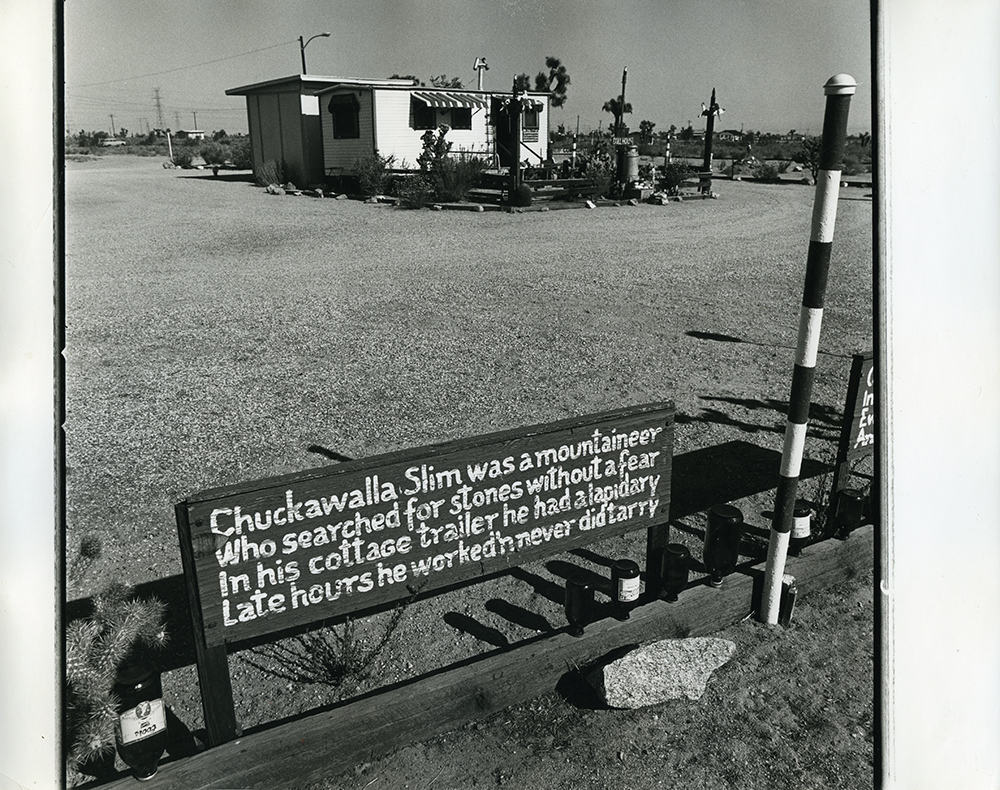 Chuckawalla Slim was a mountaineer
Who searched for stones without a fear
In his cottage trailer he had a lapidary
Late hours he worked'n never did tarry